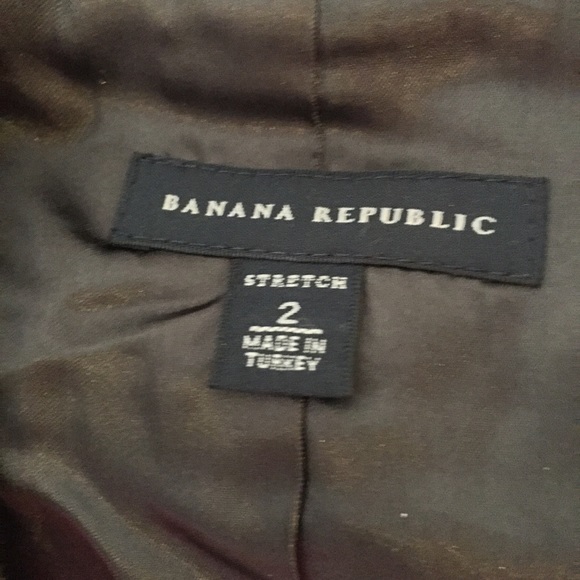 BANANA REPUBLIC
STRETCH
2
MADE IN
TURKEY